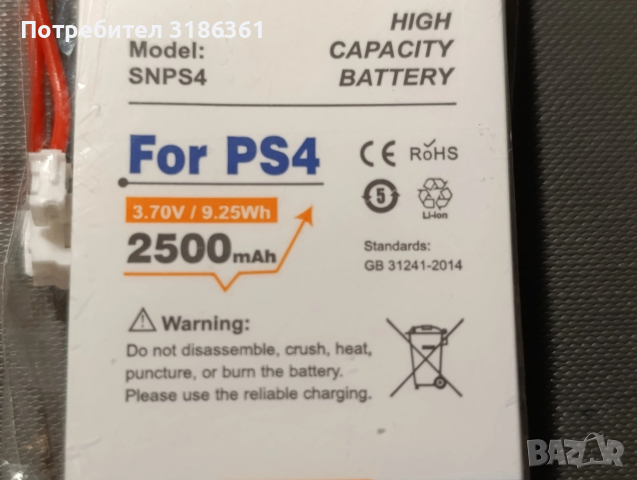 Потребител 3186361
Model:
SNPS4
HIGH
CAPACITY
BATTERY
For PS4
CE RoHS
3.70V / 9.25Wh
5
Li-ion
2500mAh
Standards:
GB 31241-2014
Warning:
Do not disassemble, crush, heat,
puncture, or burn the battery.
Please use the reliable charging.
BAZAR